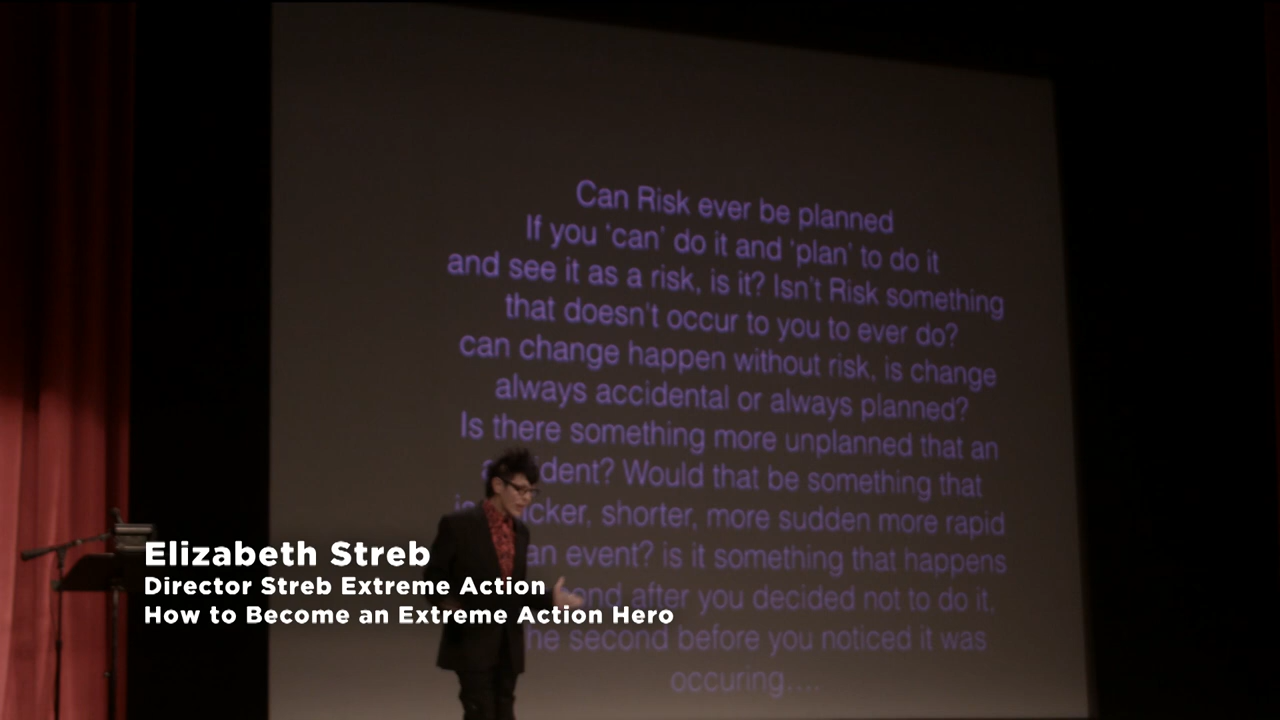 Can Risk ever be planned
If you ‘can’ do it and ‘plan’ to do it
and see it as a risk, is it? Isn't Risk something
that doesn't occur to you to ever do?
can change happen without risk, is change
always accidental or always planned?
Is there something more unplanned that an
dent? Would that be something that
icker, shorter, more sudden more rapid
an event? is it something that happens
ond after you decided not to do it,
he second before you noticed it was
occuring....
Elizabeth Streb
Director Streb Extreme Action
How to Become an Extreme Action Hero